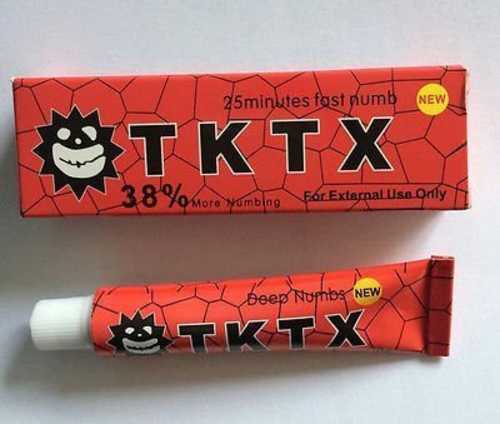 25minutes fast numb
NEW
TKTX
38% More Numbing
For External Use Only
Deep Numbs
NEW
TKTX